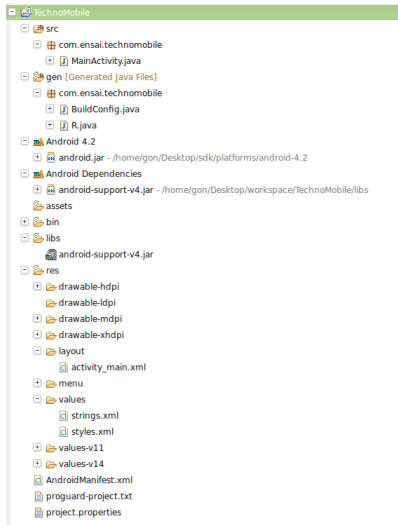 TechnoMobile
src
com.ensai.technomobile
MainActivity.java
gen [Generated Java Files]
com.ensai.technomobile
BuildConfig.java
R.java
Android 4.2
android.jar - /home/gon/Desktop/sdk/platforms/android-4.2
Android Dependencies
android-support-v4.jar - /home/gon/Desktop/workspace/TechnoMobile/libs
assets
bin
libs
android-support-v4.jar
res
drawable-hdpi
drawable-ldpi
drawable-mdpi
drawable-xhdpi
layout
activity_main.xml
menu
values
strings.xml
styles.xml
values-v11
values-v14
AndroidManifest.xml
proguard-project.txt
project.properties